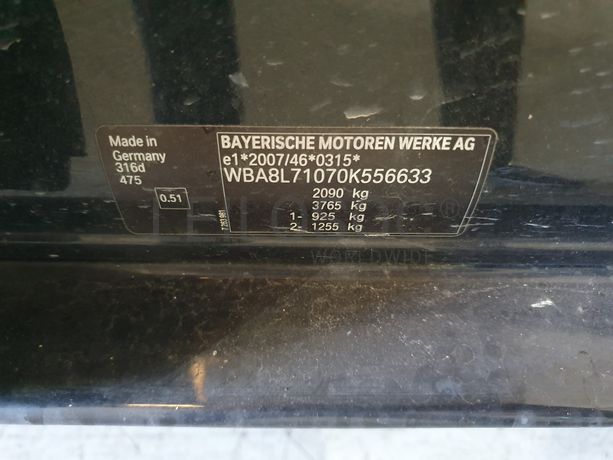 Made in
Germany
316d
475
0.51
BAYERISCHE MOTOREN WERKE AG
e1*2007/46*0315*
WBA8L71070K556633
2090 kg
3765 kg
1- 925 kg
2- 1255 kg
WORLDWIDE